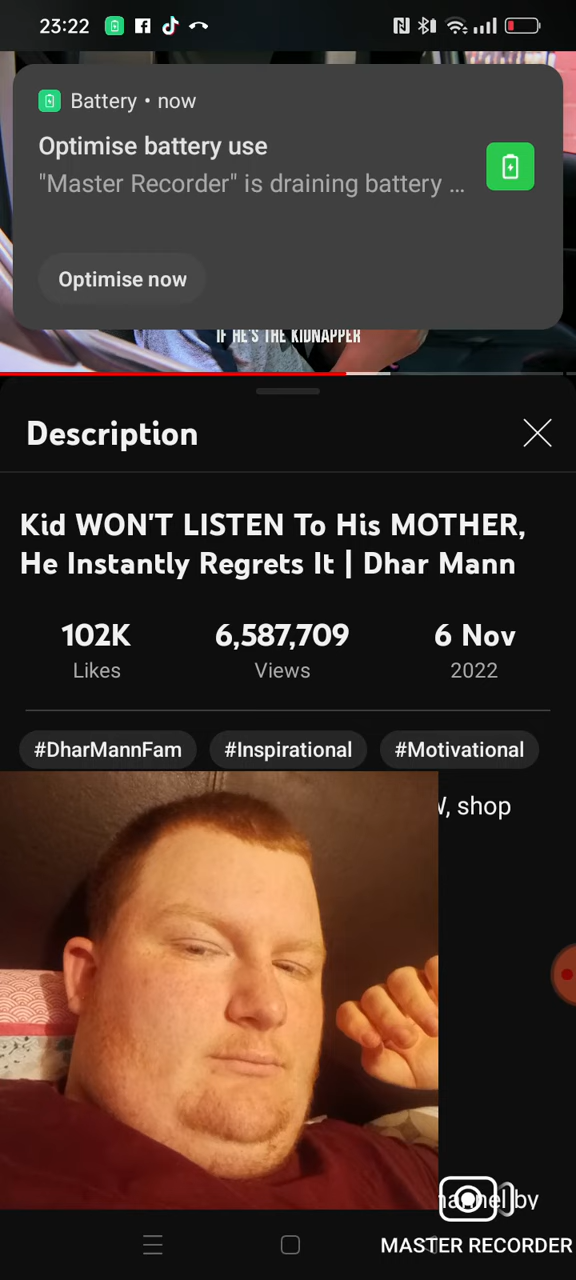 23:22
Battery • now
Optimise battery use
"Master Recorder" is draining battery ...
Optimise now
IF HE'S THE KIDNAPPER
Description
Kid WON'T LISTEN To His MOTHER,
He Instantly Regrets It | Dhar Mann
102K 6,587,709 6 Nov
Likes Views 2022
#DharMannFam #Inspirational #Motivational
, shop
by
MASTER RECORDER